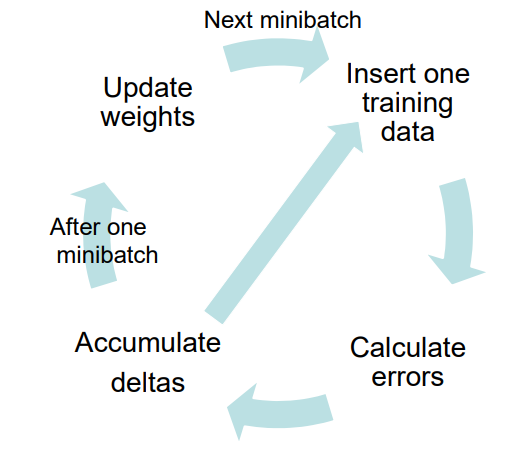 Next minibatch
Update
weights
Insert one
training
data
After one
minibatch
Accumulate
deltas
Calculate
errors